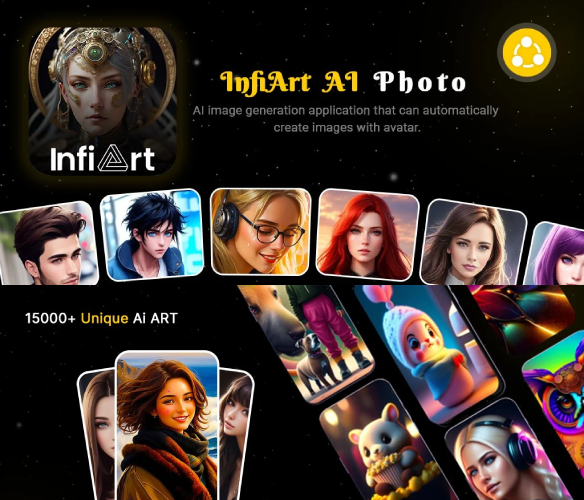 InfiArt AI Photo
AI image generation application that can automatically
create images with avatar.
InfiArt
15000+ Unique Ai ART